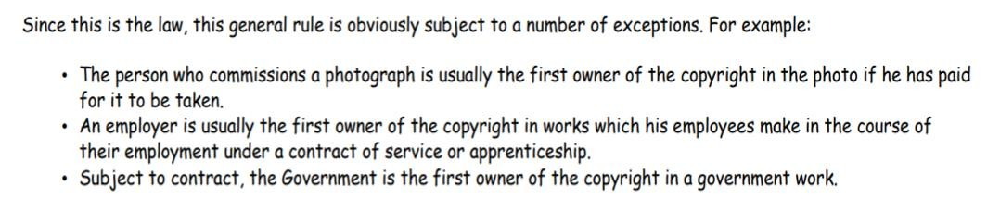 Since this is the law, this general rule is obviously subject to a number of exceptions. For example:
• The person who commissions a photograph is usually the first owner of the copyright in the photo if he has paid
for it to be taken.
• An employer is usually the first owner of the copyright in works which his employees make in the course of
their employment under a contract of service or apprenticeship.
• Subject to contract, the Government is the first owner of the copyright in a government work.